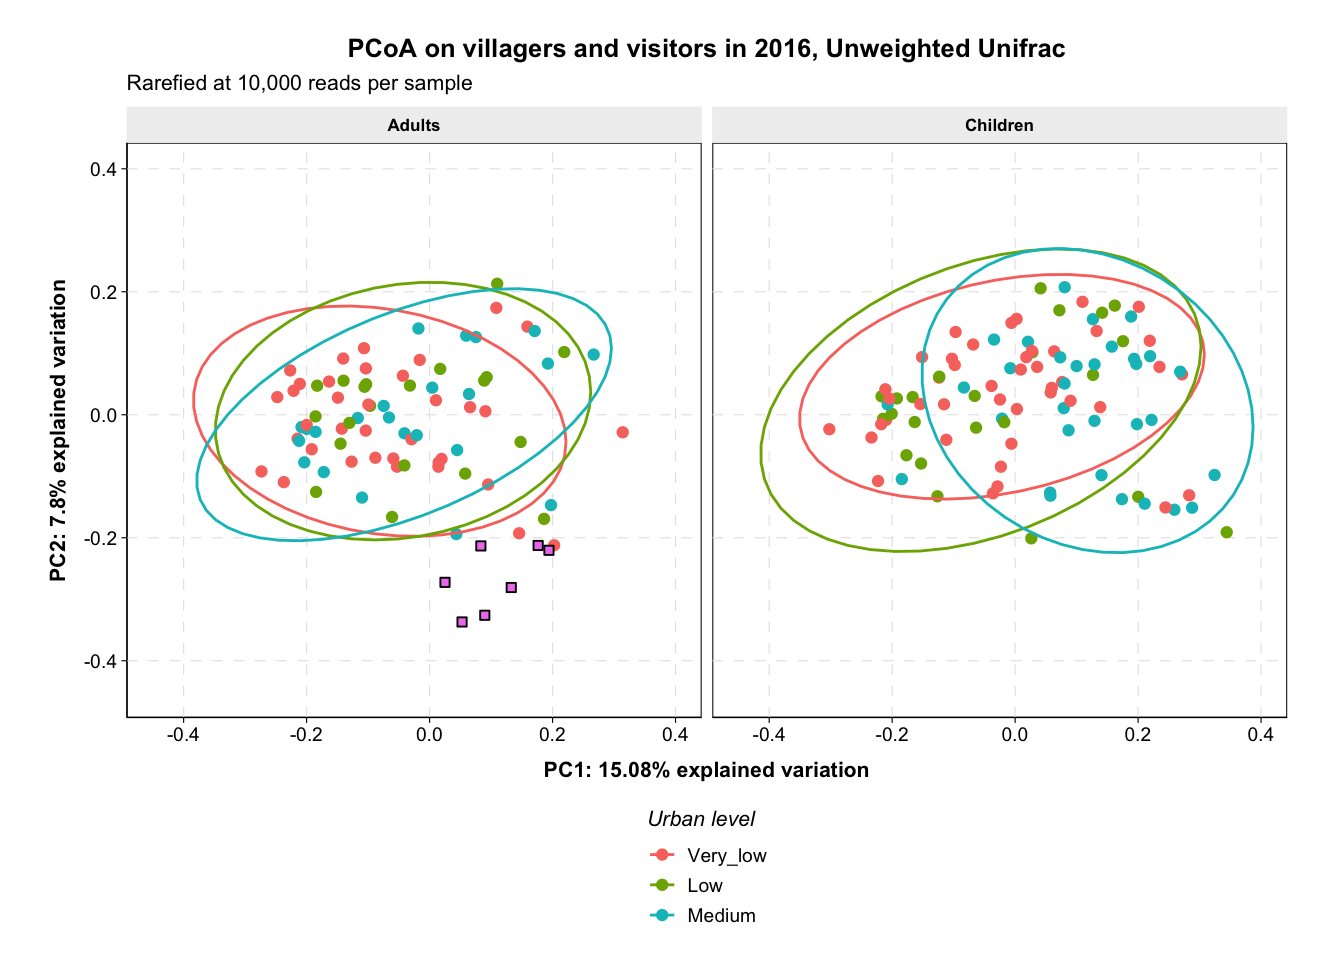 PCoA on villagers and visitors in 2016, Unweighted Unifrac
Rarefied at 10,000 reads per sample
Adults
Children
PC2: 7.8% explained variation
0.4
0.2
0.0
-0.2
-0.4
-0.4
-0.2
0.0
0.2
0.4
-0.4
-0.2
0.0
0.2
0.4
PC1: 15.08% explained variation
Urban level
Very_low
Low
Medium